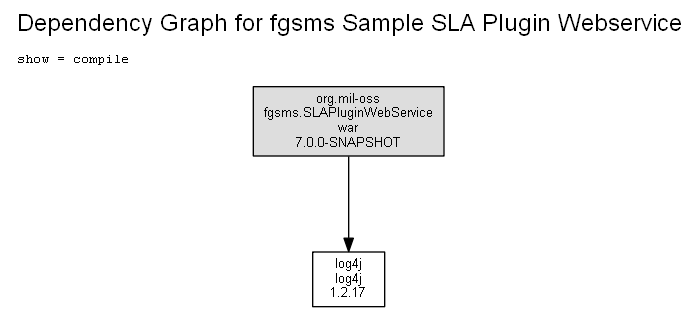 Dependency Graph for fgsms Sample SLA Plugin Webservice
show = compile
org.mil-oss
fgsms.SLAPluginWebService
war
7.0.0-SNAPSHOT
log4j
log4j
1.2.17